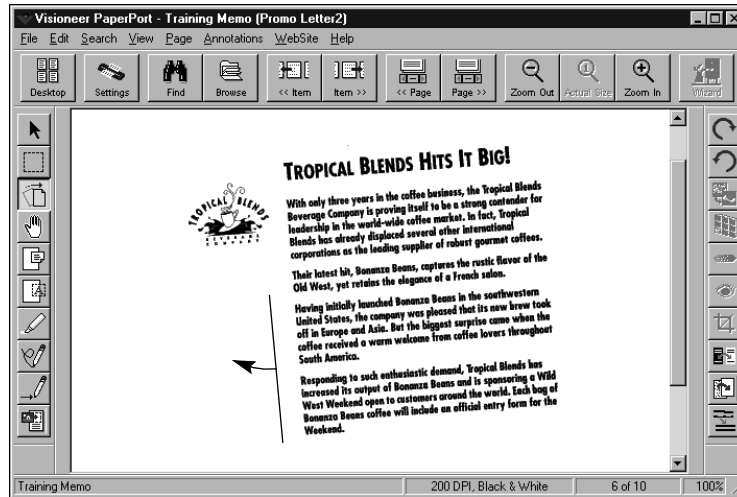 Visioneer PaperPort - Training Memo (Promo Letter2)
File Edit Search View Page Annotations WebSite Help
Desktop Settings Find Browse << Item Item >> << Page Page >> Zoom Out Actual Size Zoom In Wizard
TROPICAL BLENDS HITS IT BIG!
TROPICAL BLENDS
BEVERAGE
COMPANY
With only three years in the coffee business, the Tropical Blends
Beverage Company is proving itself to be a strong contender for
leadership in the world-wide coffee market. In fact, Tropical
Blends has already displaced several other international
corporations as the leading supplier of robust gourmet coffees.
Their latest hit, Bonanza Beans, captures the rustic flavor of the
Old West, yet retains the elegance of a French salon.
Having initially launched Bonanza Beans in the southwestern
United States, the company was pleased that its new brew took
off in Europe and Asia. But the biggest surprise came when the
coffee received a warm welcome from coffee lovers throughout
South America.
Responding to such enthusiastic demand, Tropical Blends has
increased its output of Bonanza Beans and is sponsoring a Wild
West Weekend open to customers around the world. Each bag of
Bonanza Beans coffee will include an official entry form for the
Weekend.
Training Memo 200 DPI, Black & White 6 of 10 100%